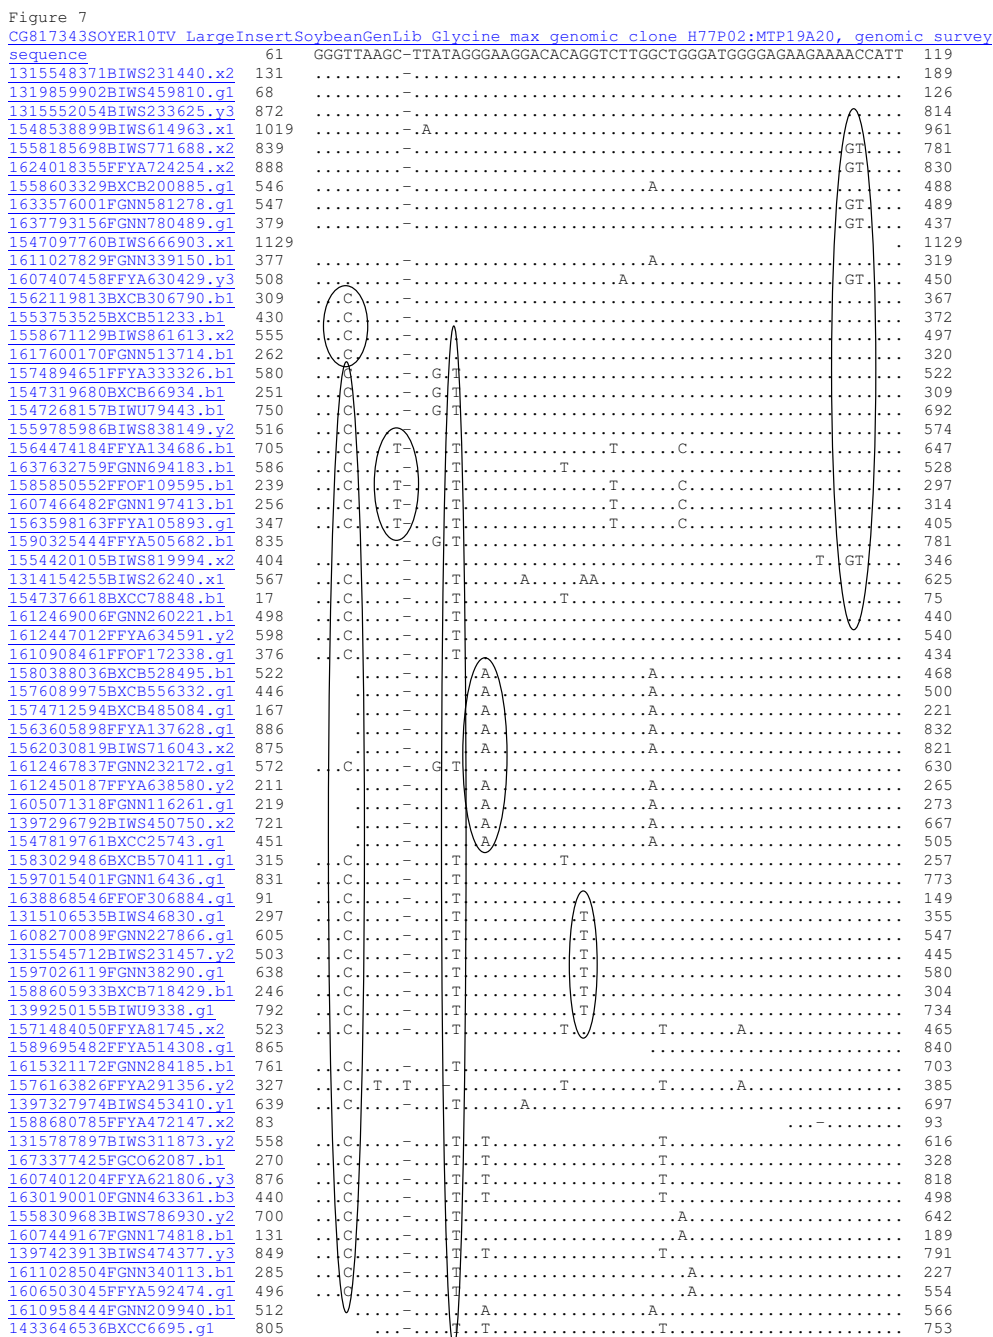 Figure 7
CG817343SOYER10TV LargeInsertSoybeanGenLib Glycine max genomic clone H77P02:MTP19A20, genomic survey
sequence 61 GGGTTAAGC-TTATAGGGAAGGACACAGGTCTTGGCTGGGATGGGGAGAAGAAAACCATT 119
1315548371BIWS231440.x2 131 .........-.................................................. 189
1319859902BIWS459810.g1 68 .........-.................................................. 126
1315552054BIWS233625.y3 872 .........-.................................................. 814
1548538899BIWS614963.x1 1019 .........-.A................................................ 961
1558185698BIWS771688.x2 839 .........-............................................GT.... 781
1624018355FFYA724254.x2 888 .........-............................................GT.... 830
1558603329BXCB200885.g1 546 .........-........................A......................... 488
1633576001FGNN581278.g1 547 .........-............................................GT.... 489
1637793156FGNN780489.g1 379 .........-............................................GT.... 437
1547097760BIWS666903.x1 1129 . 1129
1611027829FGNN339150.b1 377 .........-........................A......................... 319
1607407458FFYA630429.y3 508 .........-.....................A......................GT.... 450
1562119813BXCB306790.b1 309 ...C.....-.................................................. 367
1553753525BXCB51233.b1 430 ...C.....-.................................................. 372
1558671129BIWS861613.x2 555 ...C.....-.................................................. 497
1617600170FGNN513714.b1 262 ...C.....-.................................................. 320
1574894651FFYA333326.b1 580 ...C.....-..G.T............................................. 522
1547319680BXCB66934.b1 251 ...C.....-..G.T............................................. 309
1547268157BIWU79443.b1 750 ...C.....-..G.T............................................. 692
1559785986BIWS838149.y2 516 ...C.....-.................................................. 574
1564474184FFYA134686.b1 705 ...C....T-....T...............T......C...................... 647
1637632759FGNN694183.b1 586 ...C.....-....T..........T.................................. 528
1585850552FFOF109595.b1 239 ...C....T-....T...............T......C...................... 297
1607466482FGNN197413.b1 256 ...C....T-....T...............T......C...................... 314
1563598163FFYA105893.g1 347 ...C....T-....T...............T......C...................... 405
1590325444FFYA505682.b1 835 .....-..G.T............................................. 781
1554420105BIWS819994.x2 404 .........-.........................................T..GT.... 346
1314154255BIWS26240.x1 567 ...C.....-....T......A.....AA............................... 625
1547376618BXCC78848.b1 17 ...C.....-....T..........T.................................. 75
1612469006FGNN260221.b1 498 ...C.....-....T............................................. 440
1612447012FFYA634591.y2 598 ...C.....-....T............................................. 540
1610908461FFOF172338.g1 376 ...C.....-....T............................................. 434
1580388036BXCB528495.b1 522 .....-.......A................A......................... 468
1576089975BXCB556332.g1 446 .....-.......A................A......................... 500
1574712594BXCB485084.g1 167 .....-.......A................A......................... 221
1563605898FFYA137628.g1 886 .....-.......A................A......................... 832
1562030819BIWS716043.x2 875 .....-.......A................A......................... 821
1612467837FGNN232172.g1 572 ...C.....-..G.T............................................. 630
1612450187FFYA638580.y2 211 .....-.......A................A......................... 265
1605071318FGNN116261.g1 219 .....-.......A................A......................... 273
1397296792BIWS450750.x2 721 .....-.......A................A......................... 667
1547819761BXCC25743.g1 451 .....-.......A................A......................... 505
1583029486BXCB570411.g1 315 ...C.....-....T..........T.................................. 257
1597015401FGNN16436.g1 831 ...C.....-....T............................................. 773
1638868546FFOF306884.g1 91 ...C.....-....T............................................. 149
1315106535BIWS46830.g1 297 ...C.....-....T............T................................ 355
1608270089FGNN227866.g1 605 ...C.....-....T............T................................ 547
1315545712BIWS231457.y2 503 ...C.....-....T............T................................ 445
1597026119FGNN38290.g1 638 ...C.....-....T............T................................ 580
1588605933BXCB718429.b1 246 ...C.....-....T............T................................ 304
1399250155BIWU9338.g1 792 ...C.....-....T............T................................ 734
1571484050FFYA81745.x2 523 ...C.....-....T..........T.........T.......A................ 465
1589695482FFYA514308.g1 865 .......................... 840
1615321172FGNN284185.b1 761 ...C.....-....T............................................. 703
1576163826FFYA291356.y2 327 ...C..T..T...-...........T.........T.......A................ 385
1397327974BIWS453410.y1 639 ...C.....-....T......A...................................... 697
1588680785FFYA472147.x2 83 ...-........ 93
1315787897BIWS311873.y2 558 ...C.....-....T..T.................T........................ 616
1673377425FGCO62087.b1 270 ...C.....-....T..T.................T........................ 328
1607401204FFYA621806.y3 876 ...C.....-....T..T.................T........................ 818
1630190010FGNN463361.b3 440 ...C.....-....T..T.................T........................ 498
1558309683BIWS786930.y2 700 ...C.....-....T......................A...................... 642
1607449167FGNN174818.b1 131 ...C.....-....T......................A...................... 189
1397423913BIWS474377.y3 849 ...C.....-....T..T.................T........................ 791
1611028504FGNN340113.b1 285 ...C.....-....T.......................A..................... 227
1606503045FFYA592474.g1 496 ...C.....-....T.......................A..................... 554
1610958444FGNN209940.b1 512 .....-.......A................A......................... 566
1433646536BXCC6695.g1 805 ...-....T..T.................T........................ 753